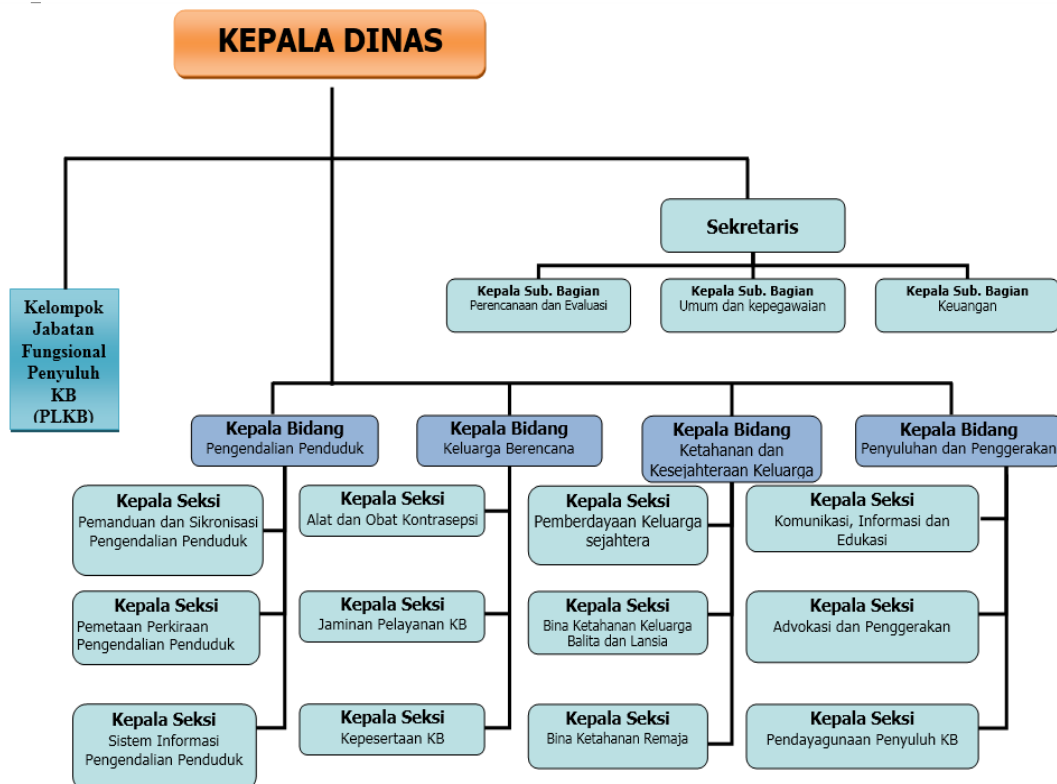 KEPALA DINAS
Sekretaris
Kepala Sub. Bagian
Perencanaan dan Evaluasi
Kepala Sub. Bagian
Umum dan kepegawaian
Kepala Sub. Bagian
Keuangan
Kelompok
Jabatan
Fungsional
Penyuluh
KB
(PLKB)
Kepala Bidang
Pengendalian Penduduk
Kepala Bidang
Keluarga Berencana
Kepala Bidang
Ketahanan dan
Kesejahteraan Keluarga
Kepala Bidang
Penyuluhan dan Penggerakan
Kepala Seksi
Pemanduan dan Sikronisasi
Pengendalian Penduduk
Kepala Seksi
Alat dan Obat Kontrasepsi
Kepala Seksi
Pemberdayaan Keluarga
sejahtera
Kepala Seksi
Komunikasi, Informasi dan
Edukasi
Kepala Seksi
Pemetaan Perkiraan
Pengendalian Penduduk
Kepala Seksi
Jaminan Pelayanan KB
Kepala Seksi
Bina Ketahanan Keluarga
Balita dan Lansia
Kepala Seksi
Advokasi dan Penggerakan
Kepala Seksi
Sistem Informasi
Pengendalian Penduduk
Kepala Seksi
Kepesertaan KB
Kepala Seksi
Bina Ketahanan Remaja
Kepala Seksi
Pendayagunaan Penyuluh KB